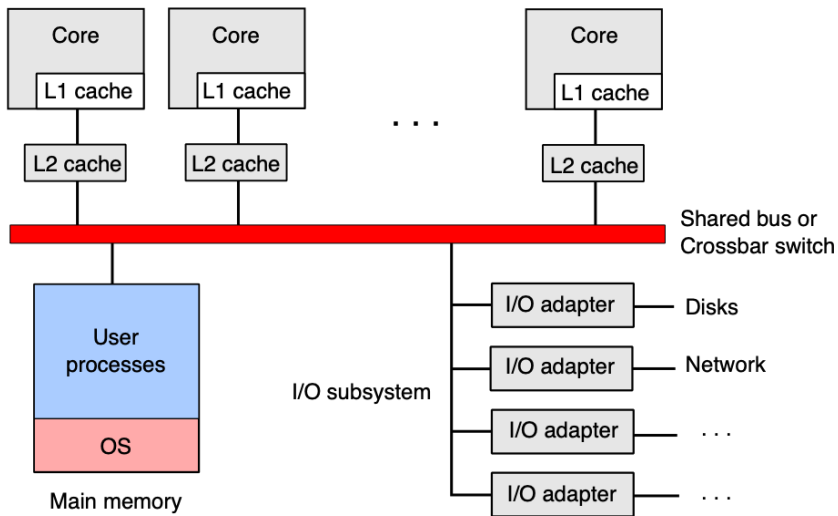 Core
Core
Core
L1 cache
L1 cache
L1 cache
. . .
L2 cache
L2 cache
L2 cache
Shared bus or
Crossbar switch
User
processes
OS
Main memory
I/O subsystem
I/O adapter
Disks
I/O adapter
Network
I/O adapter
. . .
I/O adapter
. . .